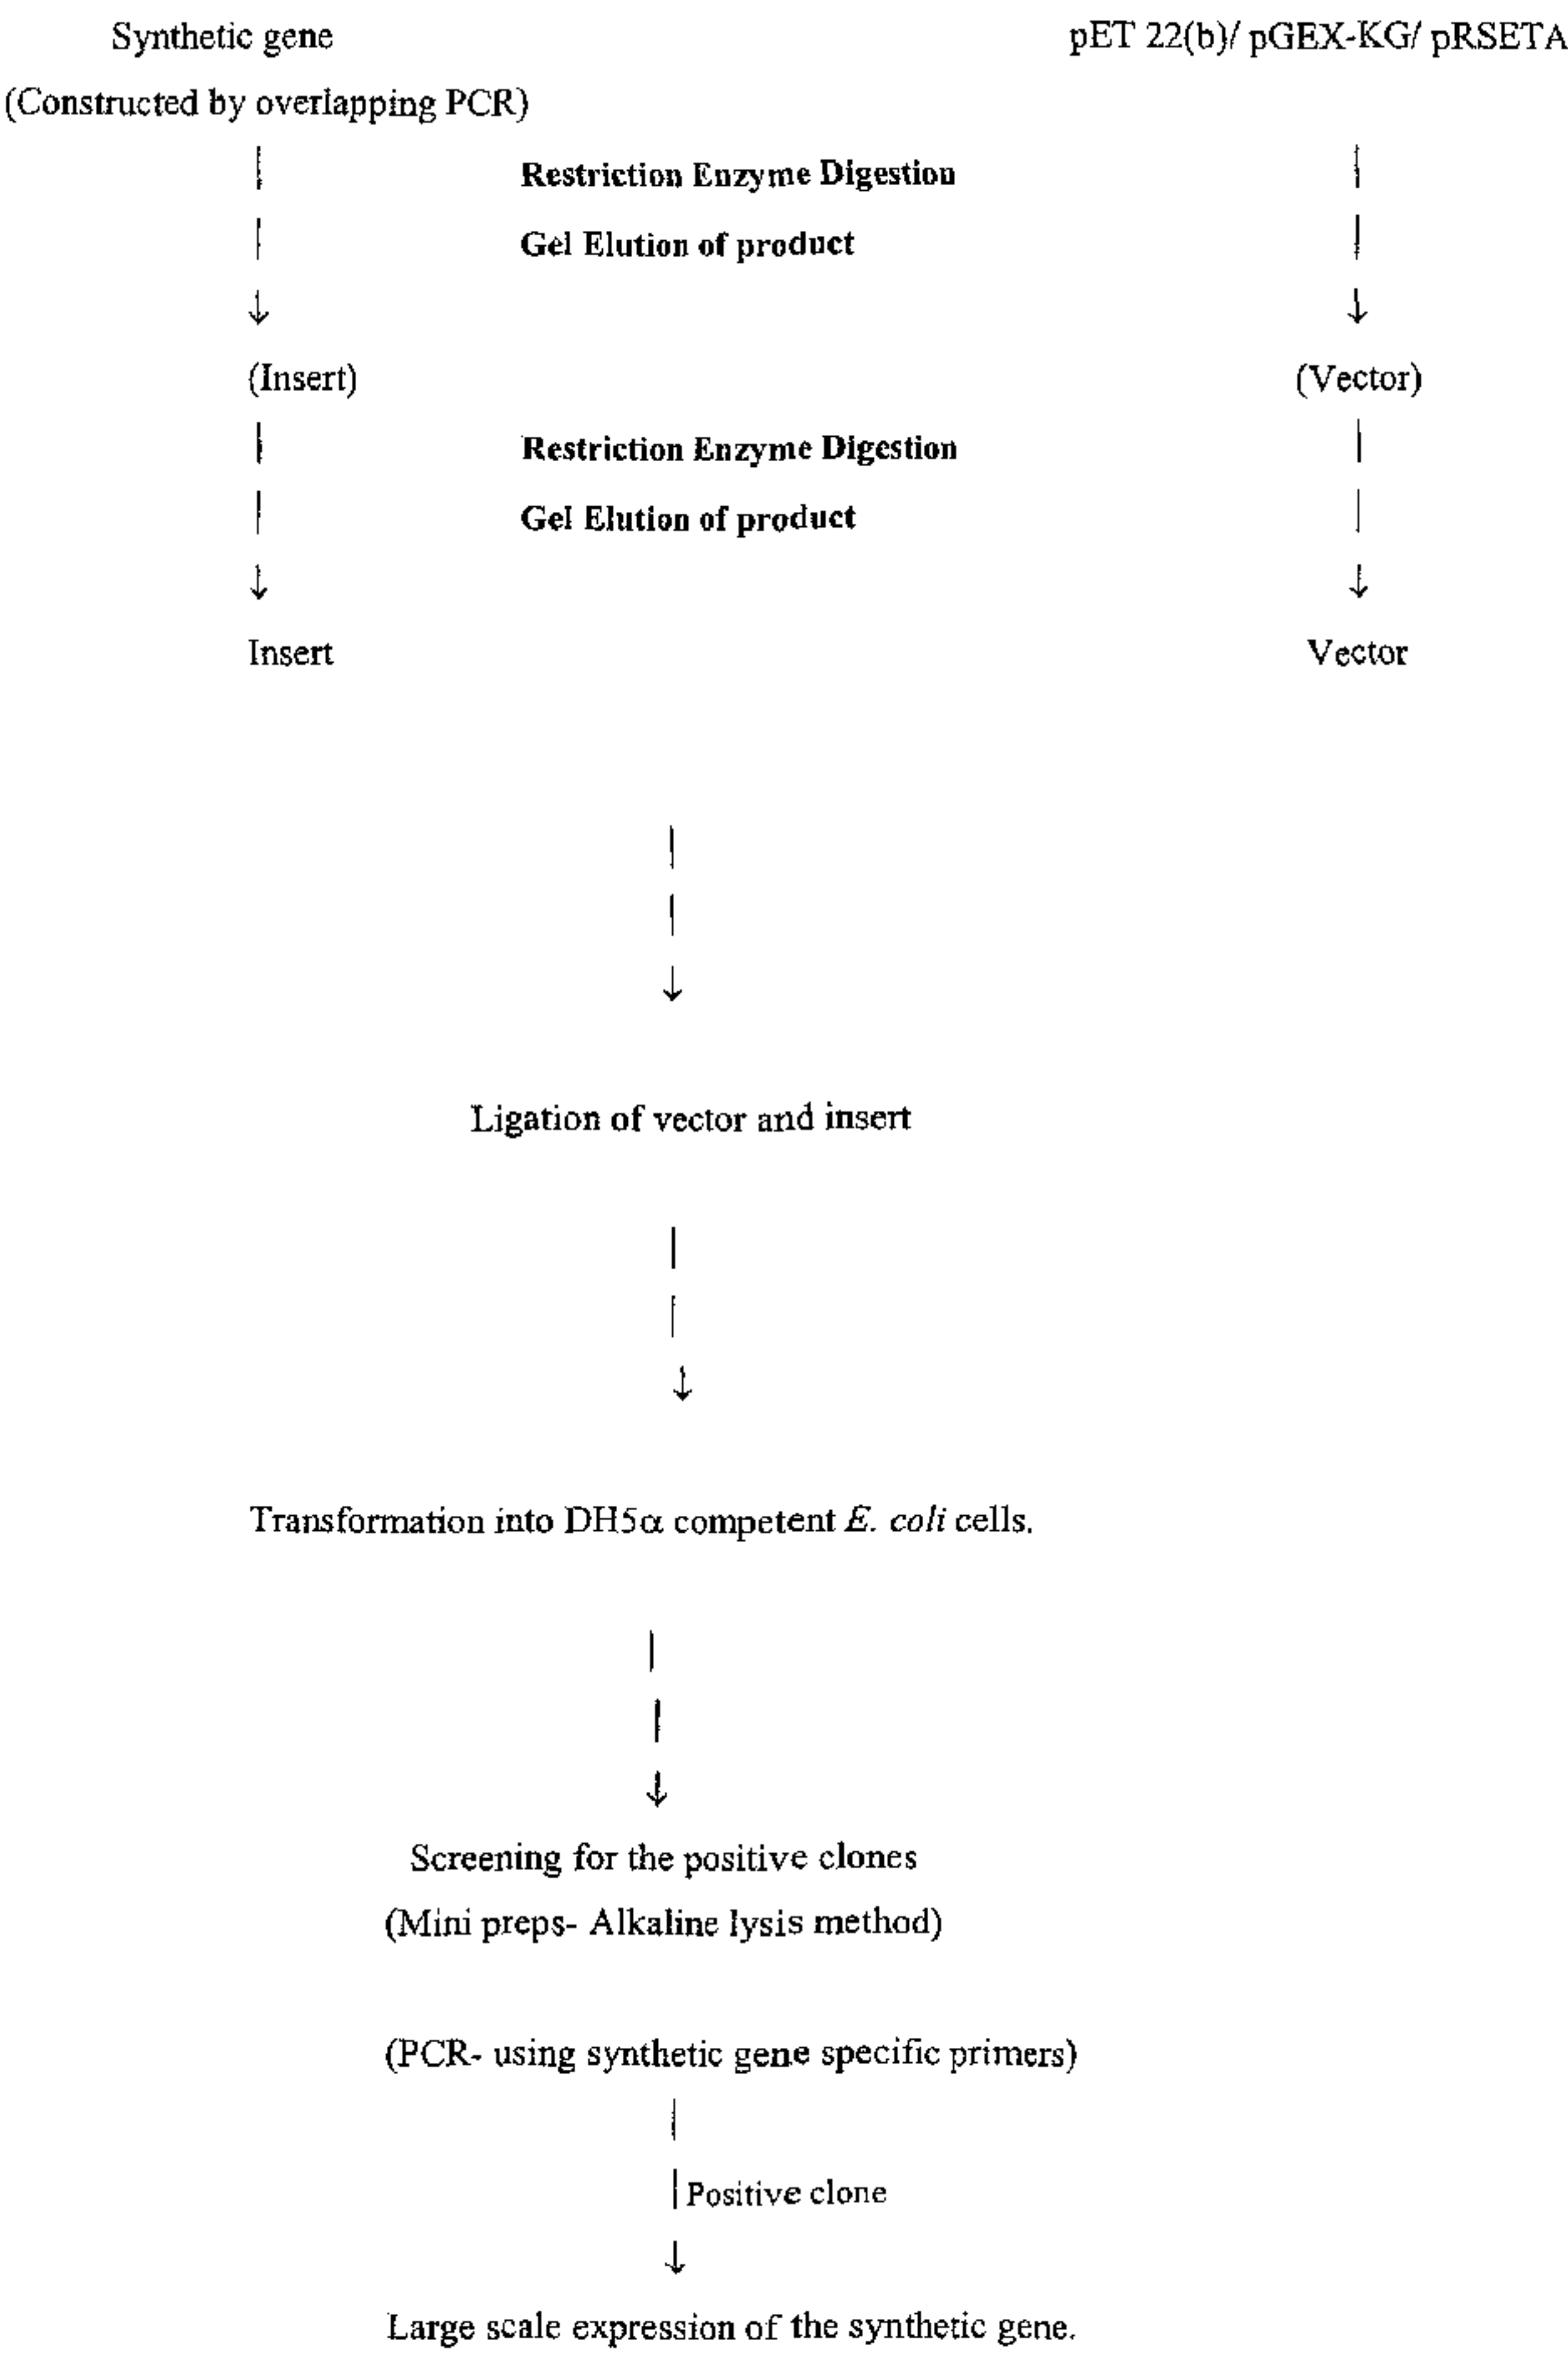 Synthetic gene
pET 22(b)/ pGEX-KG/ pRSETA
(Constructed by overlapping PCR)
Restriction Enzyme Digestion
Gel Elution of product
(Insert)
(Vector)
Restriction Enzyme Digestion
Gel Elution of product
Insert
Vector
Ligation of vector and insert
Transformation into DH5α competent E. coli cells.
Screening for the positive clones
(Mini preps- Alkaline lysis method)
(PCR- using synthetic gene specific primers)
Positive clone
Large scale expression of the synthetic gene.